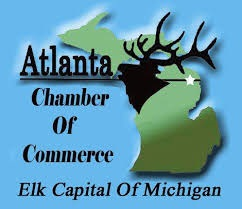 Atlanta
Chamber
Of
Commerce
Elk Capital Of Michigan